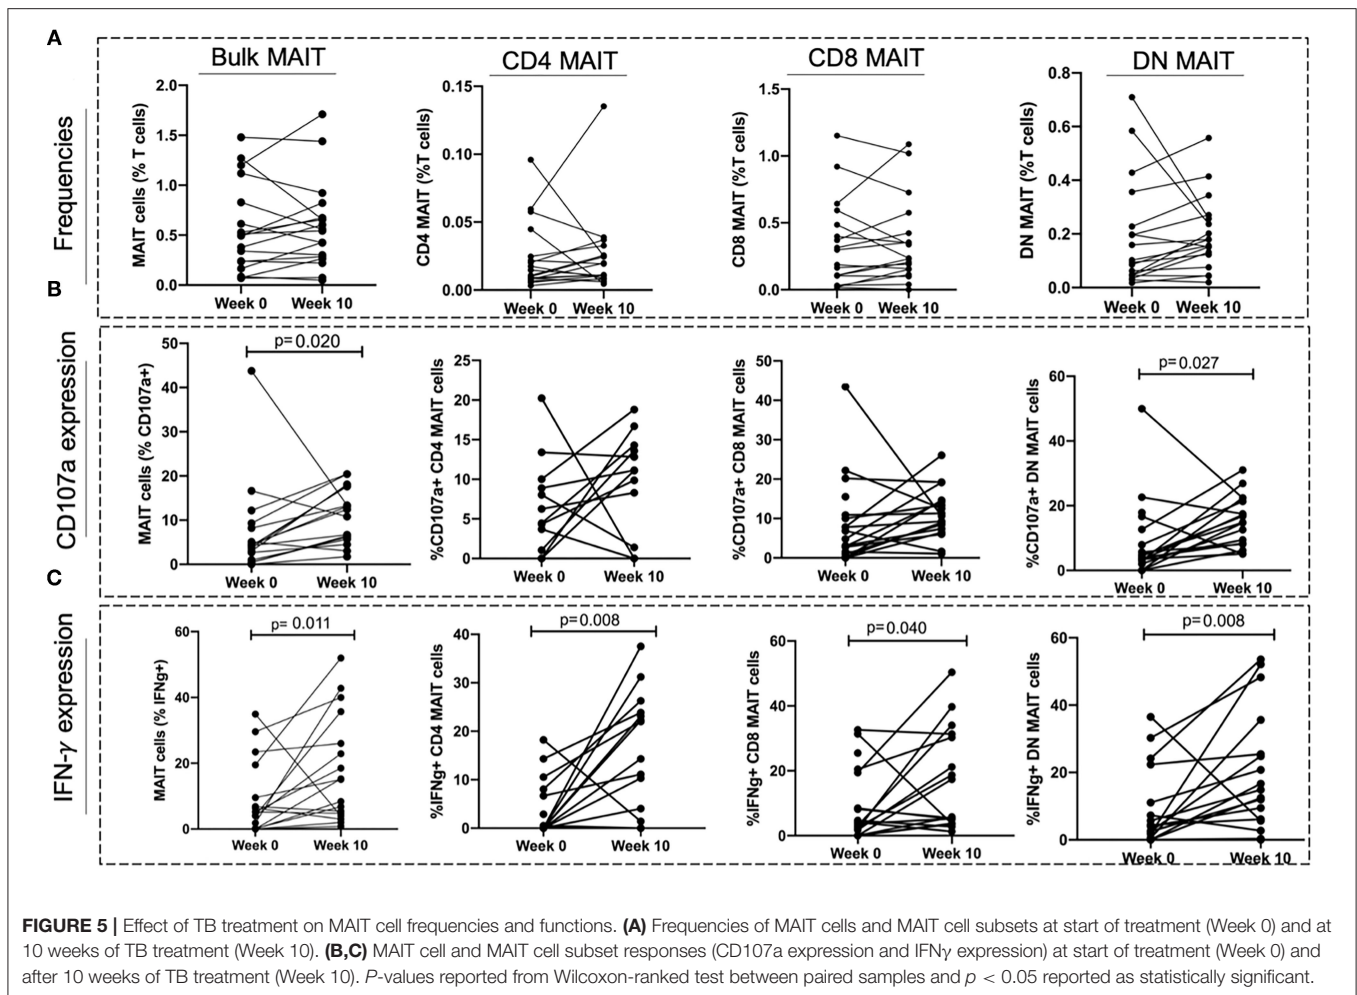 A
Bulk MAIT
CD4 MAIT
CD8 MAIT
DN MAIT
Frequencies
MAIT cells (% T cells)
2.0
1.5
1.0
0.5
0.0
Week 0 Week 10
CD4 MAIT (%T cells)
0.15
0.10
0.05
0.00
Week 0 Week 10
CD8 MAIT (%T cells)
1.5
1.0
0.5
0.0
Week 0 Week 10
DN MAIT (%T cells)
0.8
0.6
0.4
0.2
0.0
Week 0 Week 10
B
CD107a expression
MAIT cells (% CD107a+)
50
40
30
20
10
0
p= 0.020
Week 0 Week 10
%CD107a+ CD4 MAIT cells
25
20
15
10
5
0
Week 0 Week 10
%CD107a+ CD8 MAIT cells
50
40
30
20
10
0
Week 0 Week 10
%CD107a+ DN MAIT cells
60
40
20
0
p= 0.027
Week 0 Week 10
C
IFN-γ expression
MAIT cells (% IFNg+)
60
40
20
0
p= 0.011
Week 0 Week 10
%IFNg+ CD4 MAIT cells
40
30
20
10
0
p= 0.008
Week 0 Week 10
%IFNg+ CD8 MAIT cells
60
40
20
0
p=0.040
Week 0 Week 10
%IFNg+ DN MAIT cells
60
40
20
0
p= 0.008
Week 0 Week 10
FIGURE 5 | Effect of TB treatment on MAIT cell frequencies and functions. (A) Frequencies of MAIT cells and MAIT cell subsets at start of treatment (Week 0) and at
10 weeks of TB treatment (Week 10). (B,C) MAIT cell and MAIT cell subset responses (CD107a expression and IFNγ expression) at start of treatment (Week 0) and
after 10 weeks of TB treatment (Week 10). P-values reported from Wilcoxon-ranked test between paired samples and p < 0.05 reported as statistically significant.